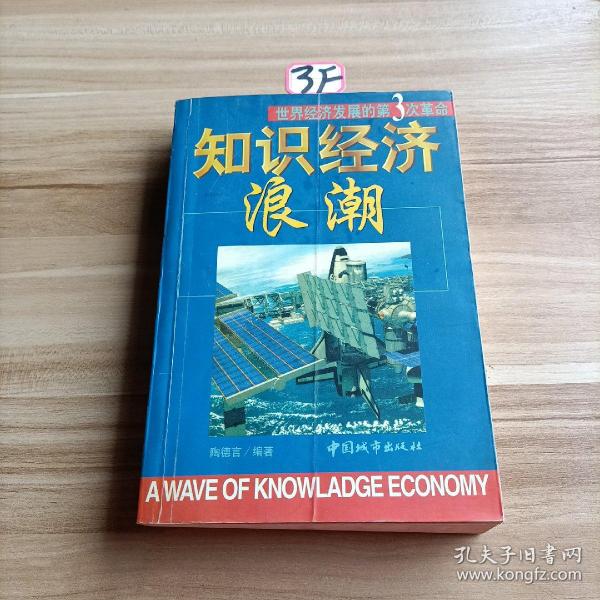 3F
世界经济发展的第3次革命
知识经济
浪潮
陶德言/编著
中国城市出版社
A WAVE OF KNOWLADGE ECONOMY
孔夫子旧书网
www.kongfz.com